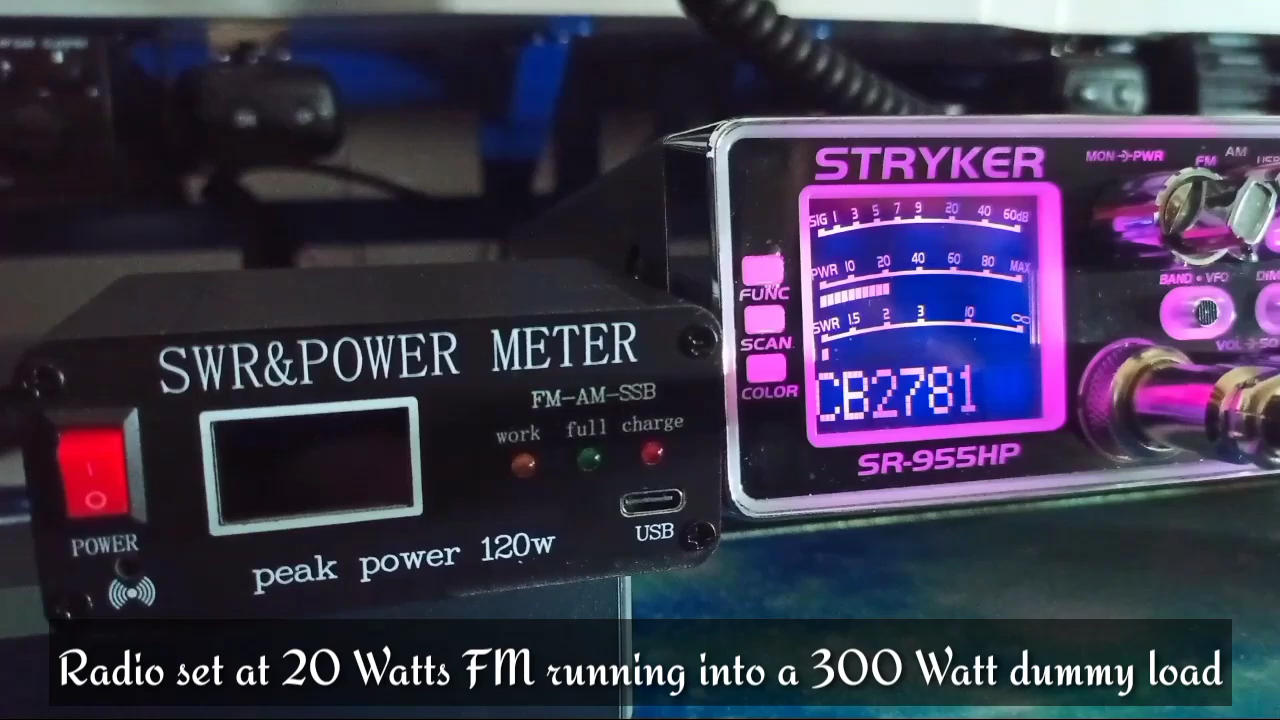 SWR&POWER METER
FM-AM-SSB
work full charge
I
O
POWER
USB
peak power 120w
STRYKER
MON PWR
FM AM
SIG 1 3 5 7 9 20 40 60dB
PWR 10 20 40 60 80 MAX
SWR 1.5 2 3 10 ∞
CB2781
FUNC
SCAN
COLOR
BAND • VFO
SR-955HP
Radio set at 20 Watts FM running into a 300 Watt dummy load